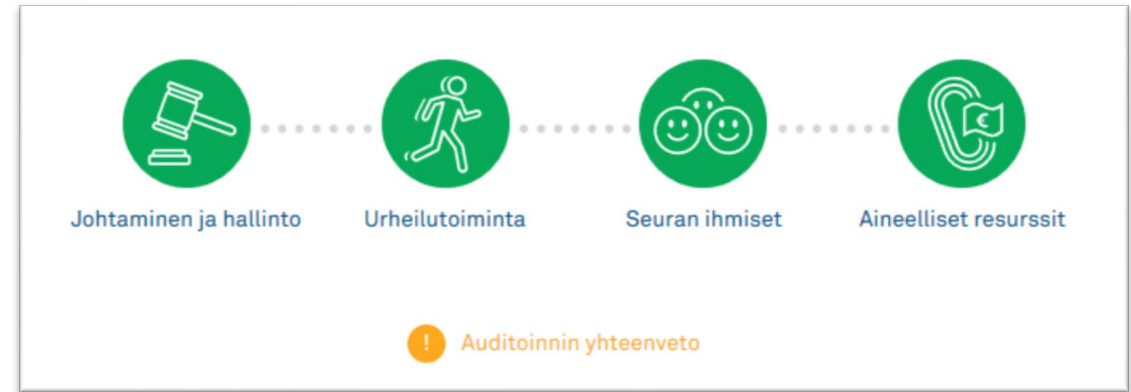 Johtaminen ja hallinto
Urheilutoiminta
Seuran ihmiset
Aineelliset resurssit
! Auditoinnin yhteenveto